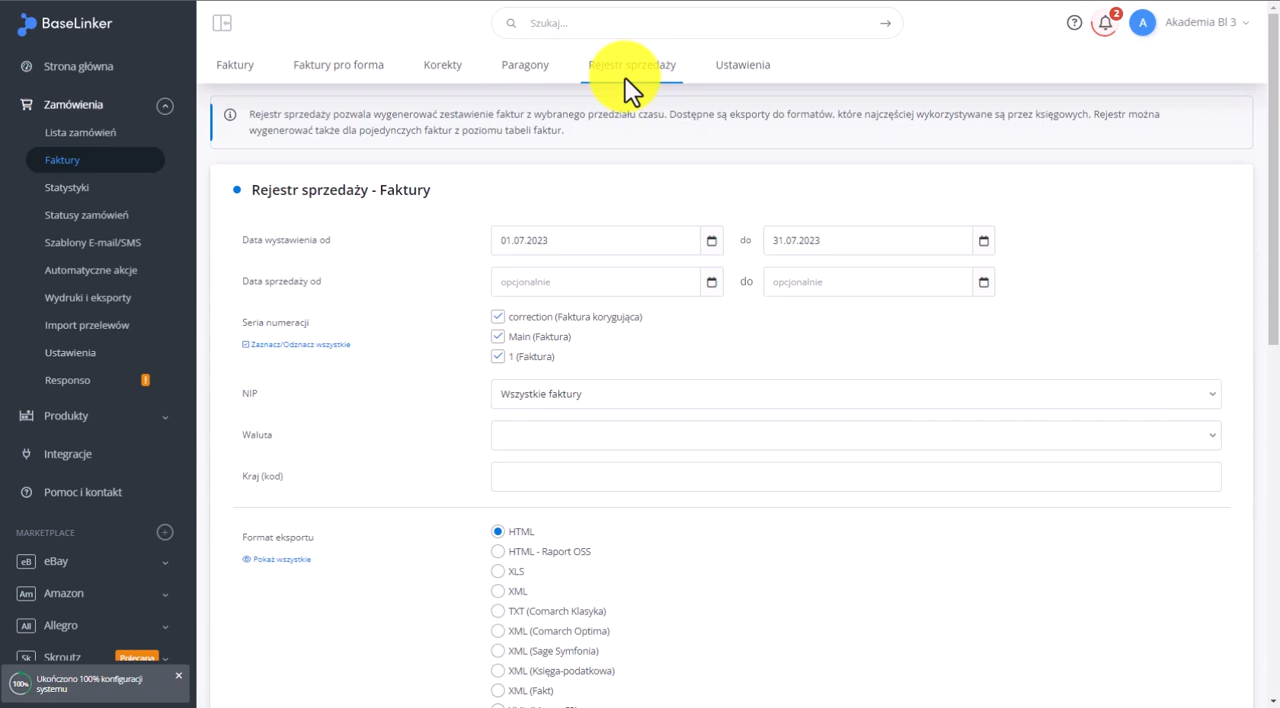 BaseLinker
Szukaj...
2
A
Akademia Bl 3
Strona główna
Zamówienia
Lista zamówień
Faktury
Statystyki
Statusy zamówień
Szablony E-mail/SMS
Automatyczne akcje
Wydruki i eksporty
Import przelewów
Ustawienia
Responso
!
Produkty
Integracje
Pomoc i kontakt
MARKETPLACE
eB eBay
Am Amazon
All Allegro
Sk Skroutz Polecana
100% Ukończono 100% konfiguracji
systemu
Faktury Faktury pro forma Korekty Paragony Rejestr sprzedaży Ustawienia
Rejestr sprzedaży pozwala wygenerować zestawienie faktur z wybranego przedziału czasu. Dostępne są eksporty do formatów, które najczęściej wykorzystywane są przez księgowych. Rejestr można
wygenerować także dla pojedynczych faktur z poziomu tabeli faktur.
Rejestr sprzedaży - Faktury
Data wystawienia od 01.07.2023 do 31.07.2023
Data sprzedaży od opcjonalnie do opcjonalnie
Seria numeracji
Zaznacz/Odznacz wszystkie
correction (Faktura korygująca)
Main (Faktura)
1 (Faktura)
NIP Wszystkie faktury
Waluta
Kraj (kod)
Format eksportu
Pokaż wszystkie
HTML
HTML - Raport OSS
XLS
XML
TXT (Comarch Klasyka)
XML (Comarch Optima)
XML (Sage Symfonia)
XML (Księga-podatkowa)
XML (Fakt)